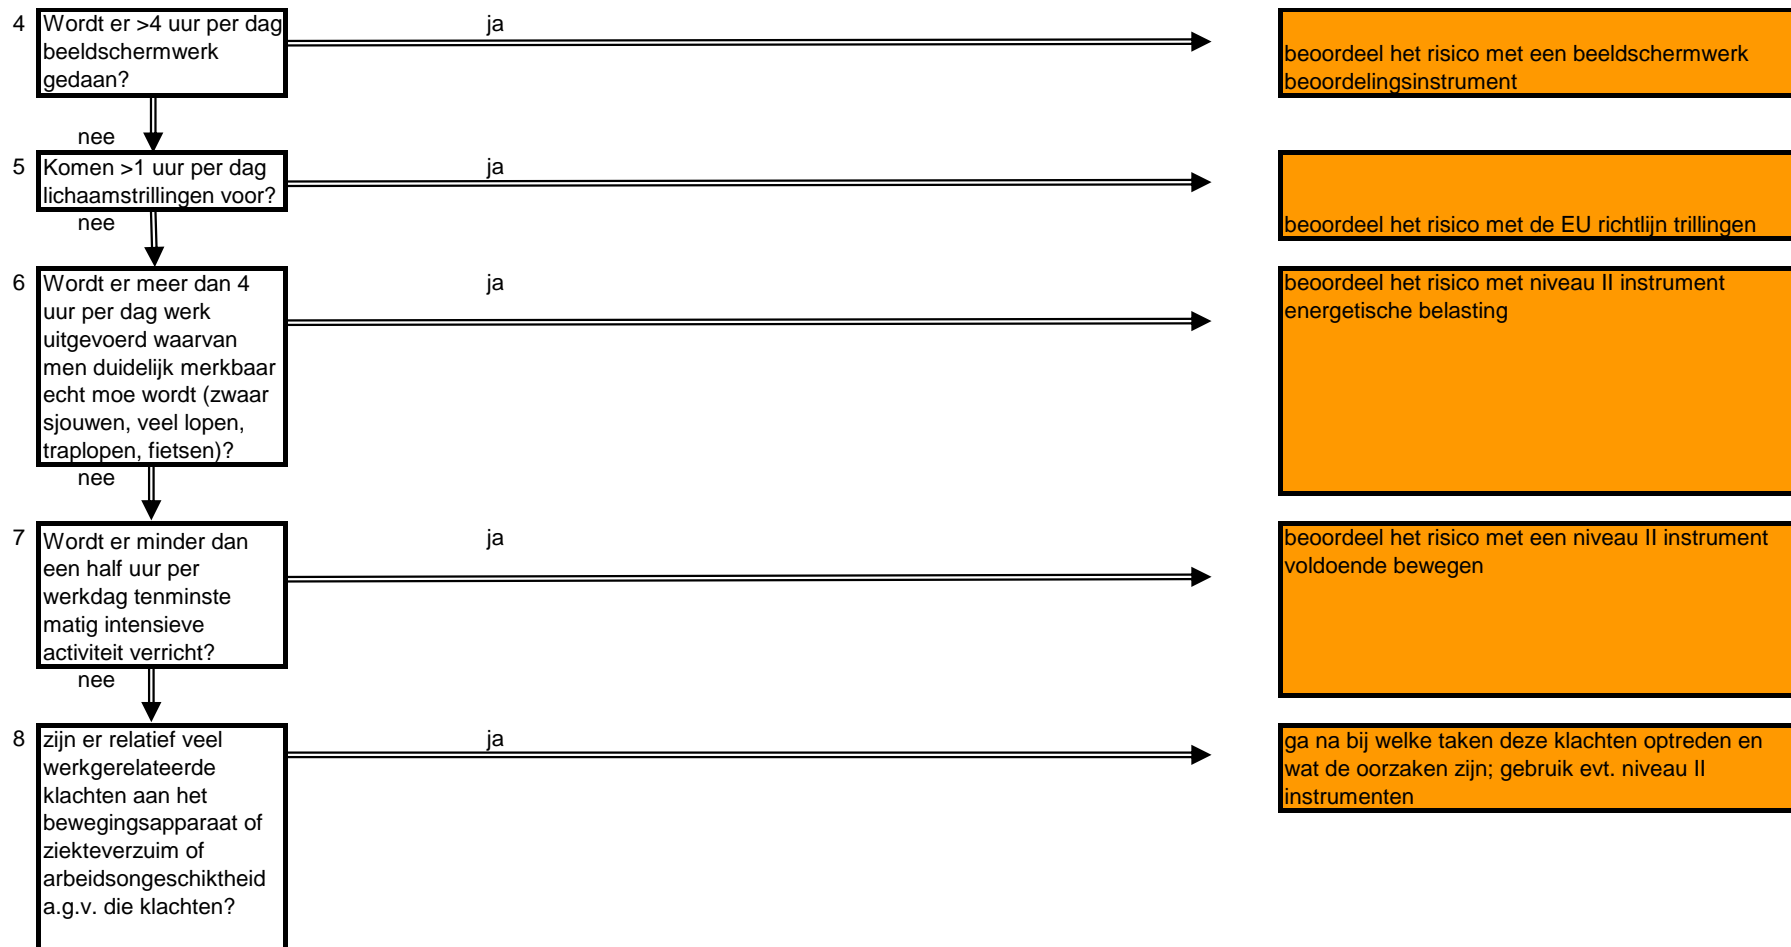 4
Wordt er >4 uur per dag
beeldschermwerk
gedaan?
ja
beoordeel het risico met een beeldschermwerk
beoordelingsinstrument
nee
5
Komen >1 uur per dag
lichaamstrillingen voor?
ja
beoordeel het risico met de EU richtlijn trillingen
nee
6
Wordt er meer dan 4
uur per dag werk
uitgevoerd waarvan
men duidelijk merkbaar
echt moe wordt (zwaar
sjouwen, veel lopen,
traplopen, fietsen)?
ja
beoordeel het risico met niveau II instrument
energetische belasting
nee
7
Wordt er minder dan
een half uur per
werkdag tenminste
matig intensieve
activiteit verricht?
ja
beoordeel het risico met een niveau II instrument
voldoende bewegen
nee
8
zijn er relatief veel
werkgerelateerde
klachten aan het
bewegingsapparaat of
ziekteverzuim of
arbeidsongeschiktheid
a.g.v. die klachten?
ja
ga na bij welke taken deze klachten optreden en
wat de oorzaken zijn; gebruik evt. niveau II
instrumenten